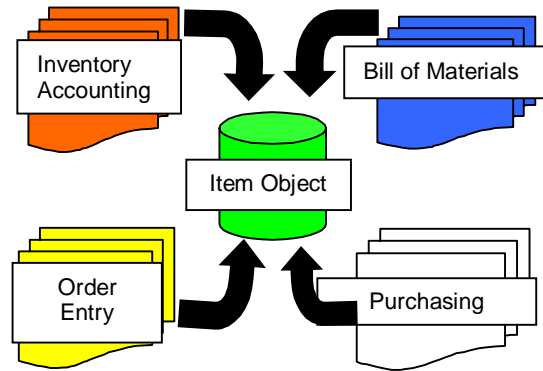 Inventory
Accounting
Bill of Materials
Item Object
Order
Entry
Purchasing